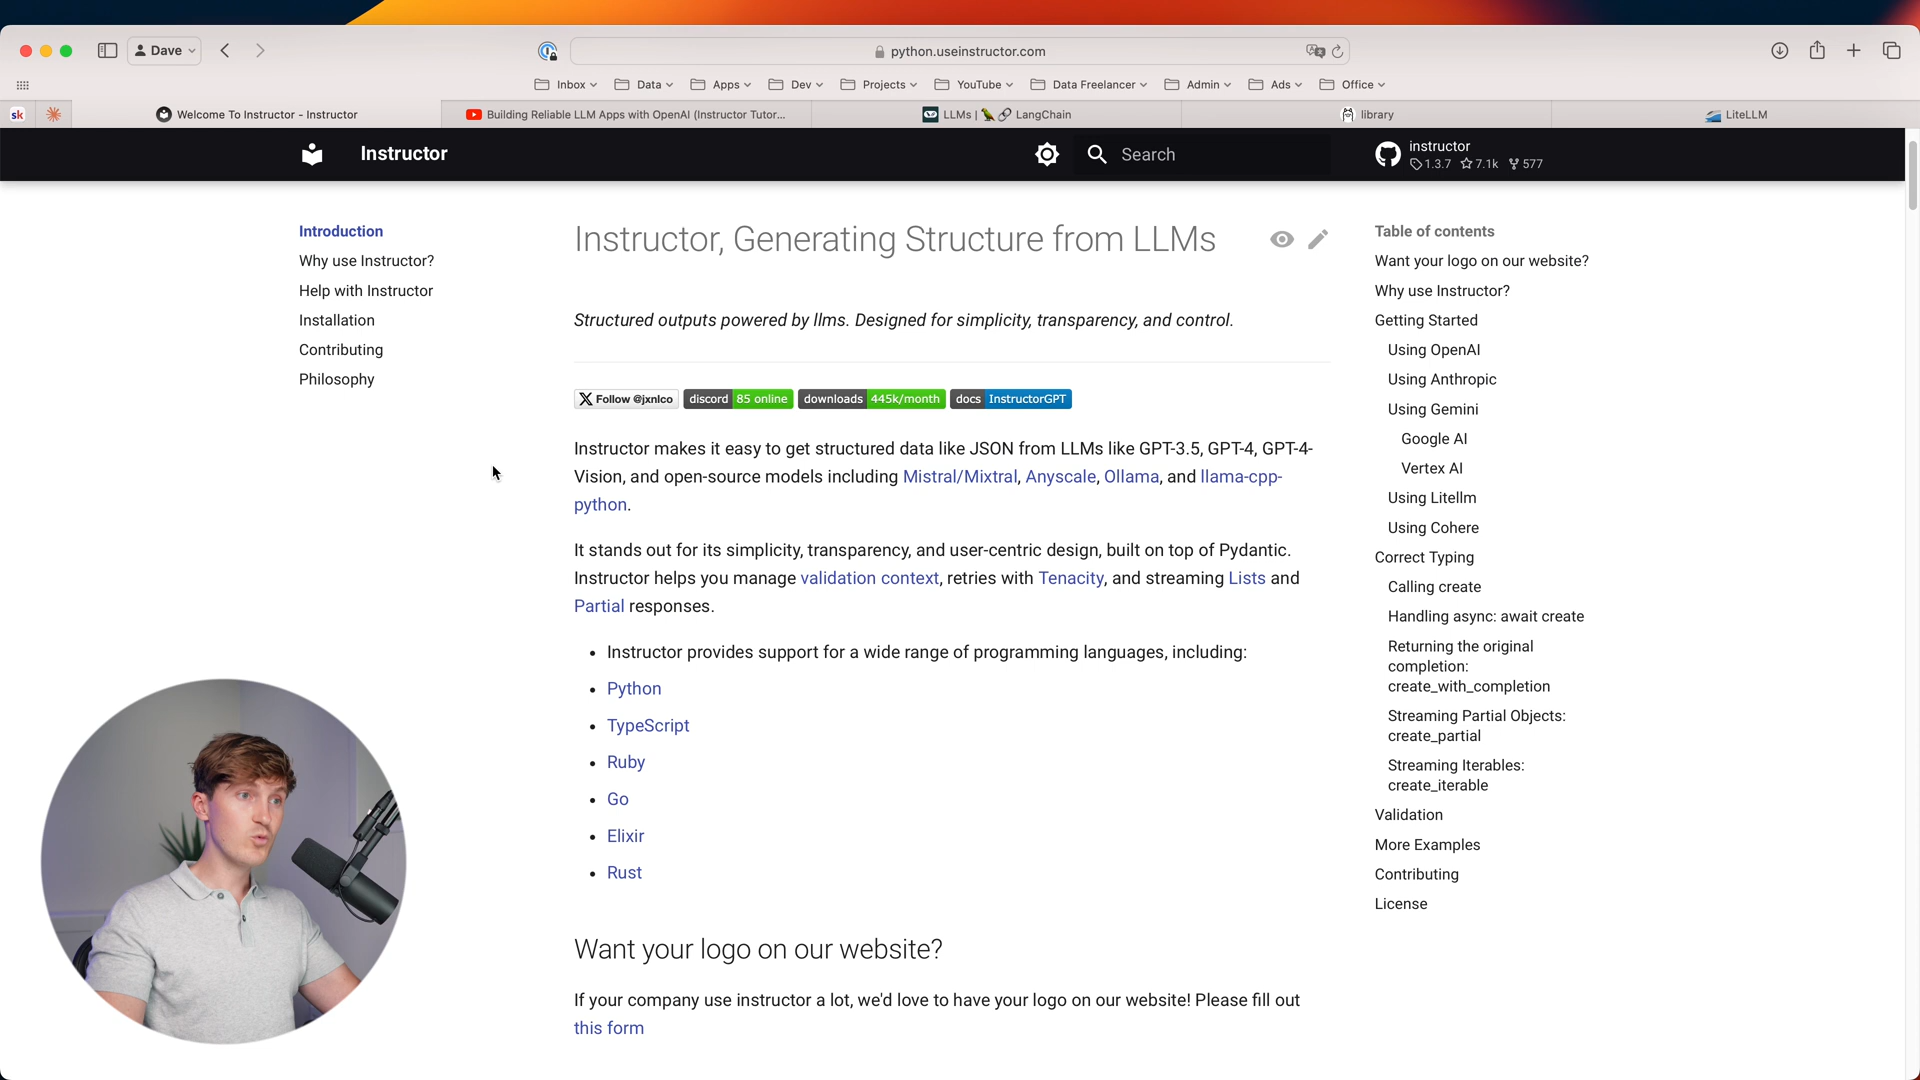 Dave
python.useinstructor.com
Inbox
Data
Apps
Dev
Projects
YouTube
Data Freelancer
Admin
Ads
Office
sk
Welcome To Instructor - Instructor
Building Reliable LLM Apps with OpenAI (Instructor Tutor...
LLMs | 🦜️🔗 LangChain
library
LiteLLM
Instructor
Search
instructor
1.3.7 7.1k 577
Introduction
Why use Instructor?
Help with Instructor
Installation
Contributing
Philosophy
Instructor, Generating Structure from LLMs
Structured outputs powered by llms. Designed for simplicity, transparency, and control.
Follow @jxnlco
discord 85 online
downloads 445k/month
docs InstructorGPT
Instructor makes it easy to get structured data like JSON from LLMs like GPT-3.5, GPT-4, GPT-4-
Vision, and open-source models including Mistral/Mixtral, Anyscale, Ollama, and llama-cpp-
python.
It stands out for its simplicity, transparency, and user-centric design, built on top of Pydantic.
Instructor helps you manage validation context, retries with Tenacity, and streaming Lists and
Partial responses.
• Instructor provides support for a wide range of programming languages, including:
• Python
• TypeScript
• Ruby
• Go
• Elixir
• Rust
Want your logo on our website?
If your company use instructor a lot, we'd love to have your logo on our website! Please fill out
this form
Table of contents
Want your logo on our website?
Why use Instructor?
Getting Started
Using OpenAI
Using Anthropic
Using Gemini
Google AI
Vertex AI
Using Litellm
Using Cohere
Correct Typing
Calling create
Handling async: await create
Returning the original
completion:
create_with_completion
Streaming Partial Objects:
create_partial
Streaming Iterables:
create_iterable
Validation
More Examples
Contributing
License